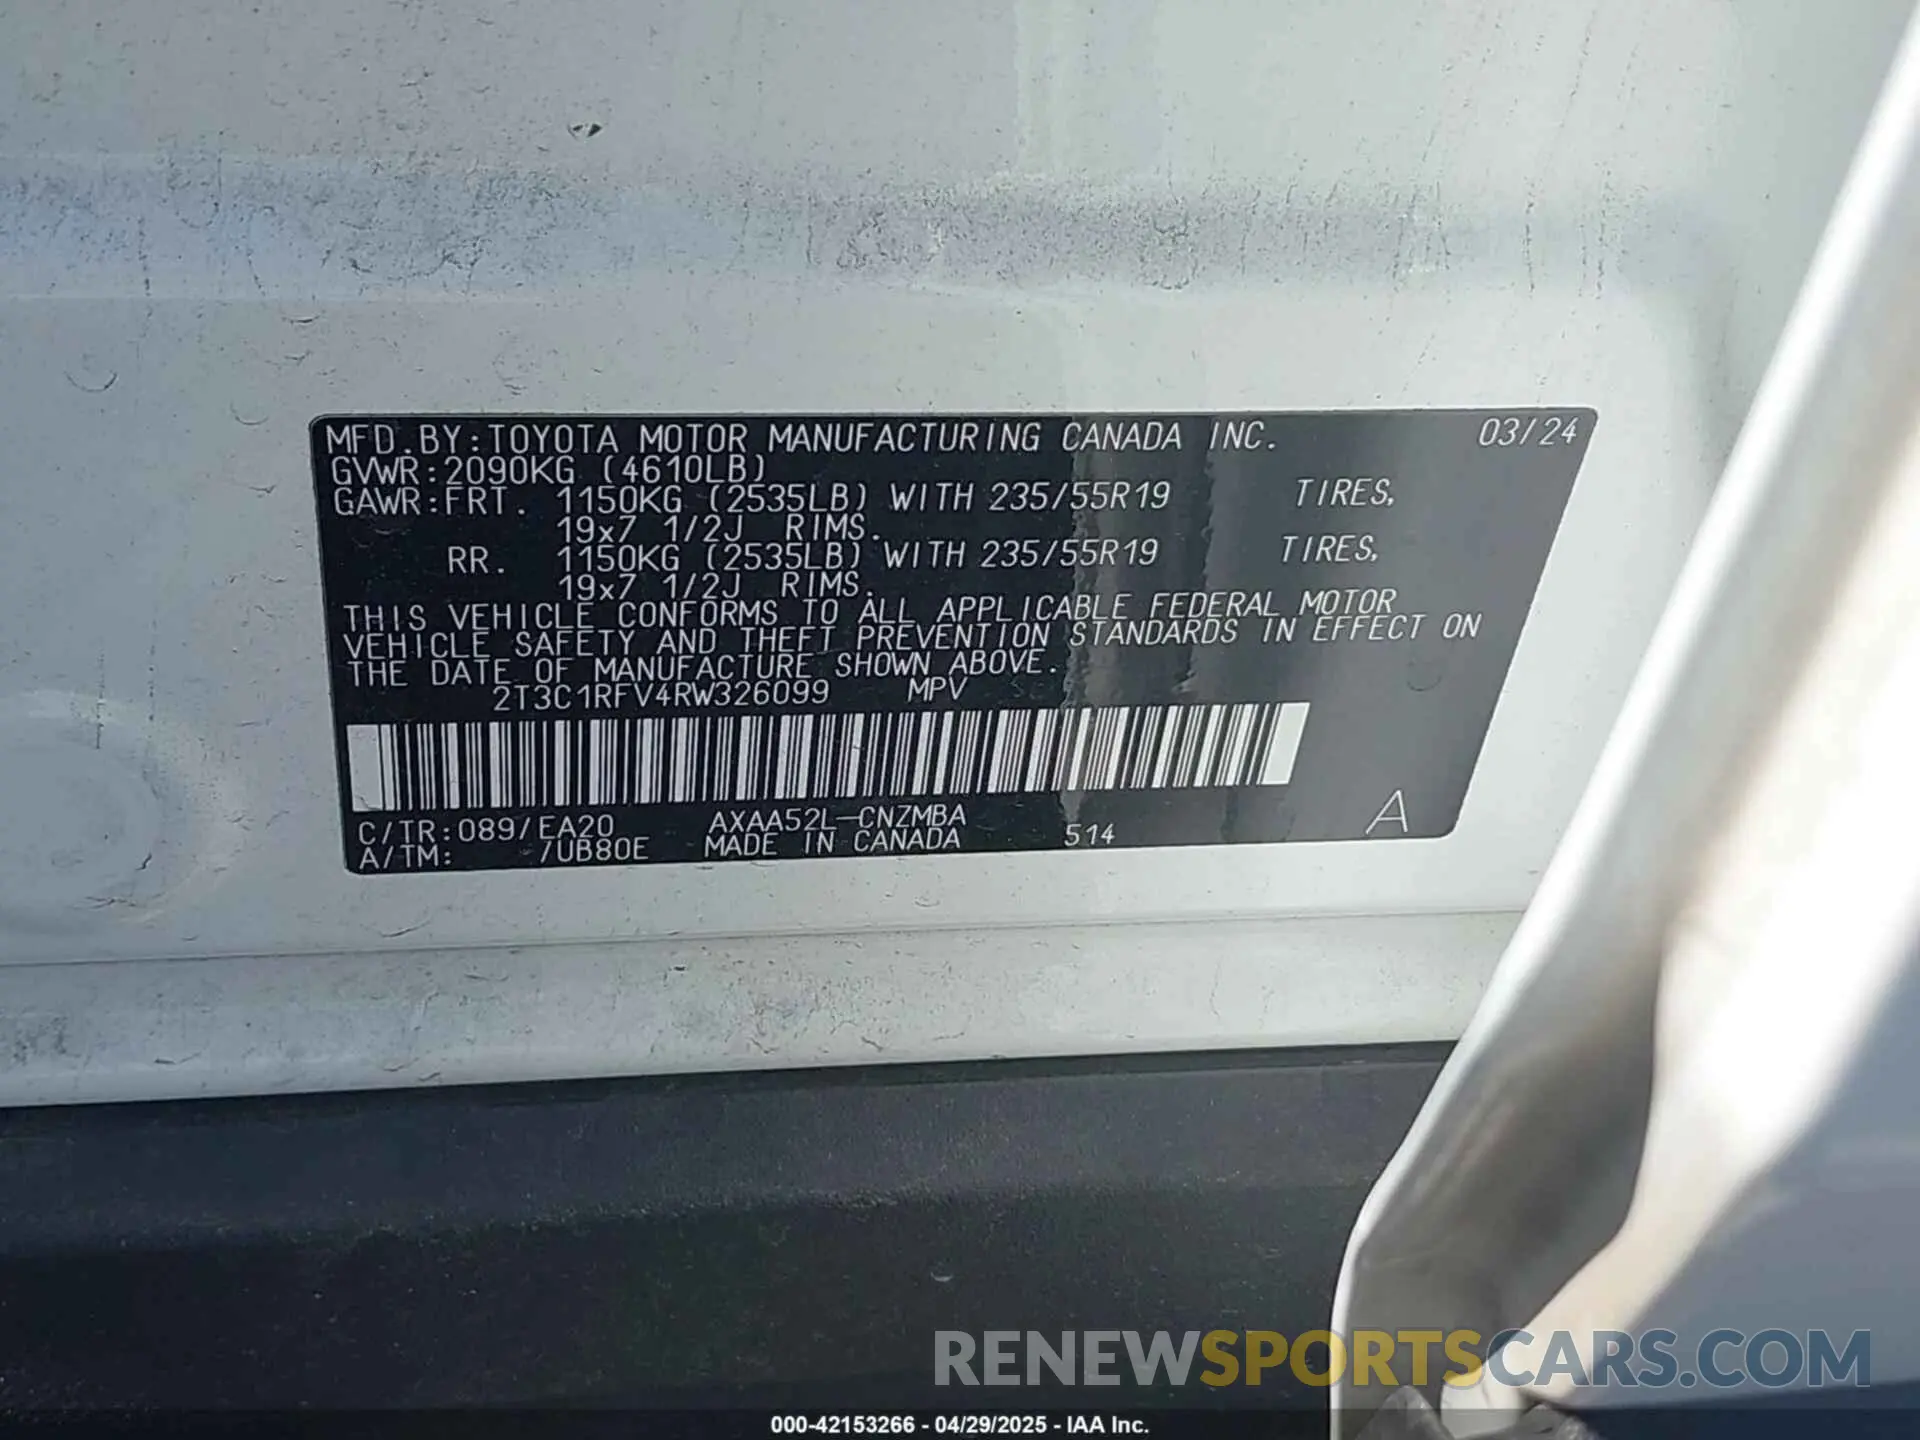 MFD.BY:TOYOTA MOTOR MANUFACTURING CANADA INC. 03/24
GVWR:2090KG (4610LB)
GAWR:FRT. 1150KG (2535LB) WITH 235/55R19 TIRES,
19x7 1/2J RIMS.
RR. 1150KG (2535LB) WITH 235/55R19 TIRES,
19x7 1/2J RIMS.
THIS VEHICLE CONFORMS TO ALL APPLICABLE FEDERAL MOTOR
VEHICLE SAFETY AND THEFT PREVENTION STANDARDS IN EFFECT ON
THE DATE OF MANUFACTURE SHOWN ABOVE.
2T3C1RFV4RW326099 MPV
C/TR:089/EA20 AXAA52L-CNZMBA
A/TM: /UB80E MADE IN CANADA 514 A
RENEWSPORTSCARS.COM
000-42153266 - 04/29/2025 - IAA Inc.